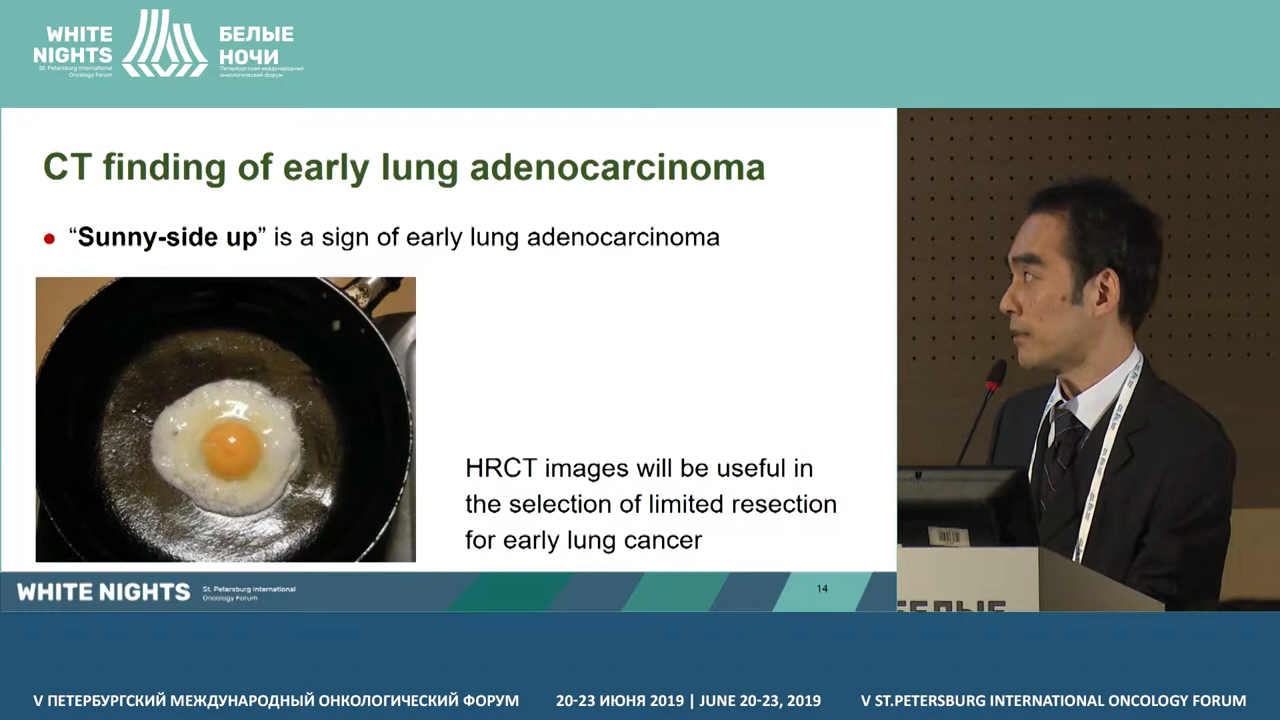 WHITE
NIGHTS
St. Petersburg International
Oncology Forum
БЕЛЫЕ
НОЧИ
Петербургский международный
онкологический форум
CT finding of early lung adenocarcinoma
“Sunny-side up” is a sign of early lung adenocarcinoma
HRCT images will be useful in
the selection of limited resection
for early lung cancer
WHITE NIGHTS
St. Petersburg International
Oncology Forum
14
БЕЛЫЕ
V ПЕТЕРБУРГСКИЙ МЕЖДУНАРОДНЫЙ ОНКОЛОГИЧЕСКИЙ ФОРУМ
20-23 ИЮНЯ 2019 | JUNE 20-23, 2019
V ST.PETERSBURG INTERNATIONAL ONCOLOGY FORUM